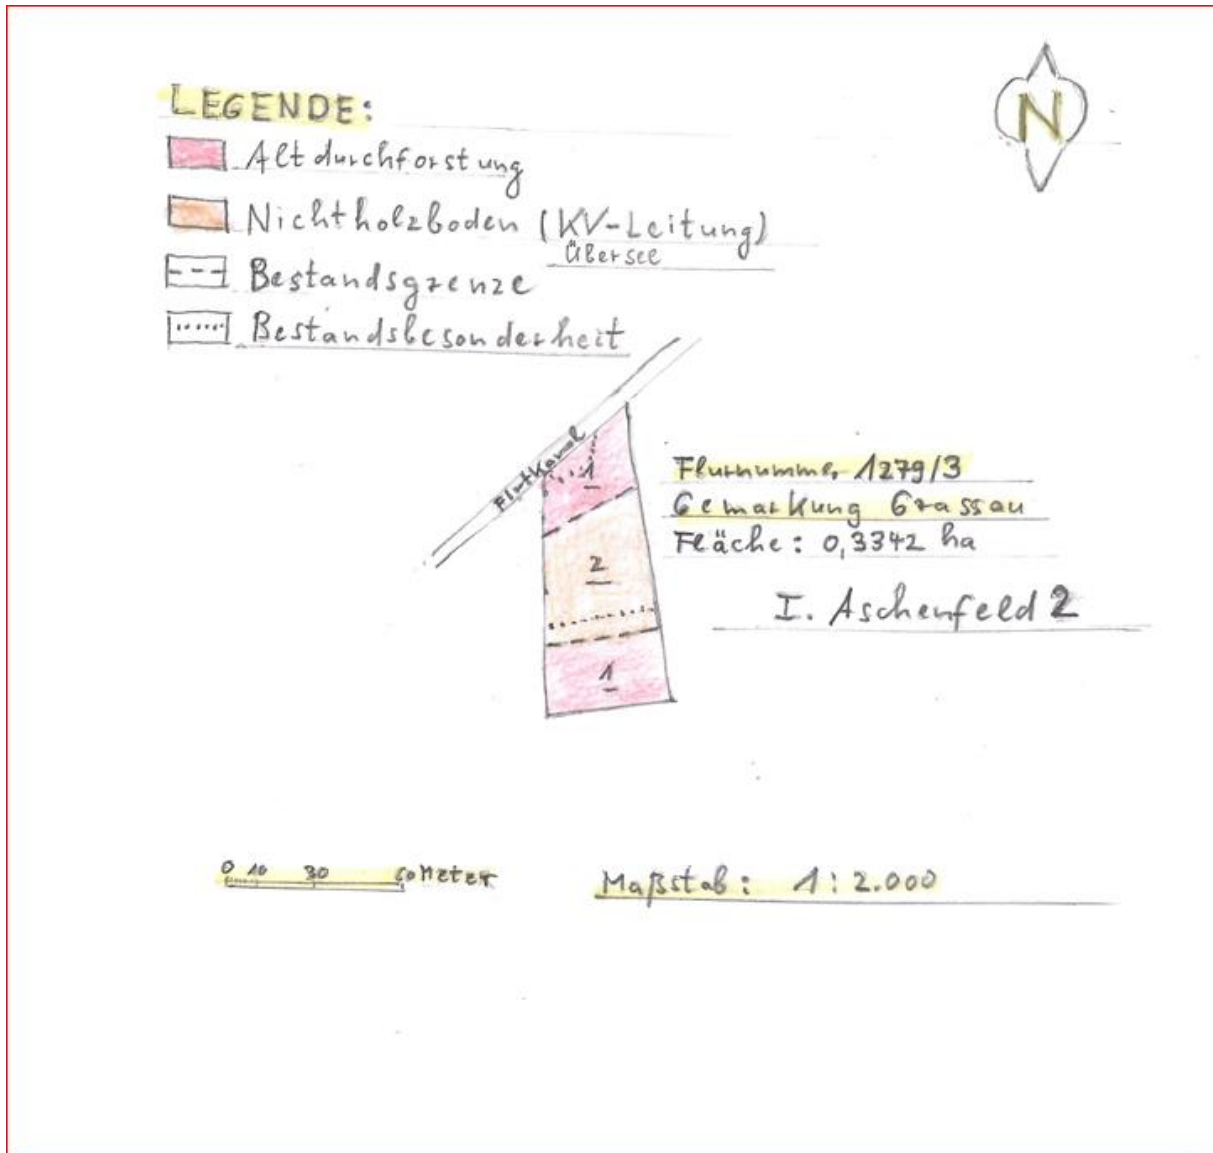 N
LEGENDE:
Altdurchforstung
Nichtholzboden (KV-Leitung)
Übersee
Bestandsgrenze
Bestandsbesonderheit
Flutkanal
1
2
1
Flurnummer 1279/3
Gemarkung Grassau
Fläche: 0,3342 ha
I. Aschenfeld 2
0 10 30 60 Meter
Maßstab: 1:2.000